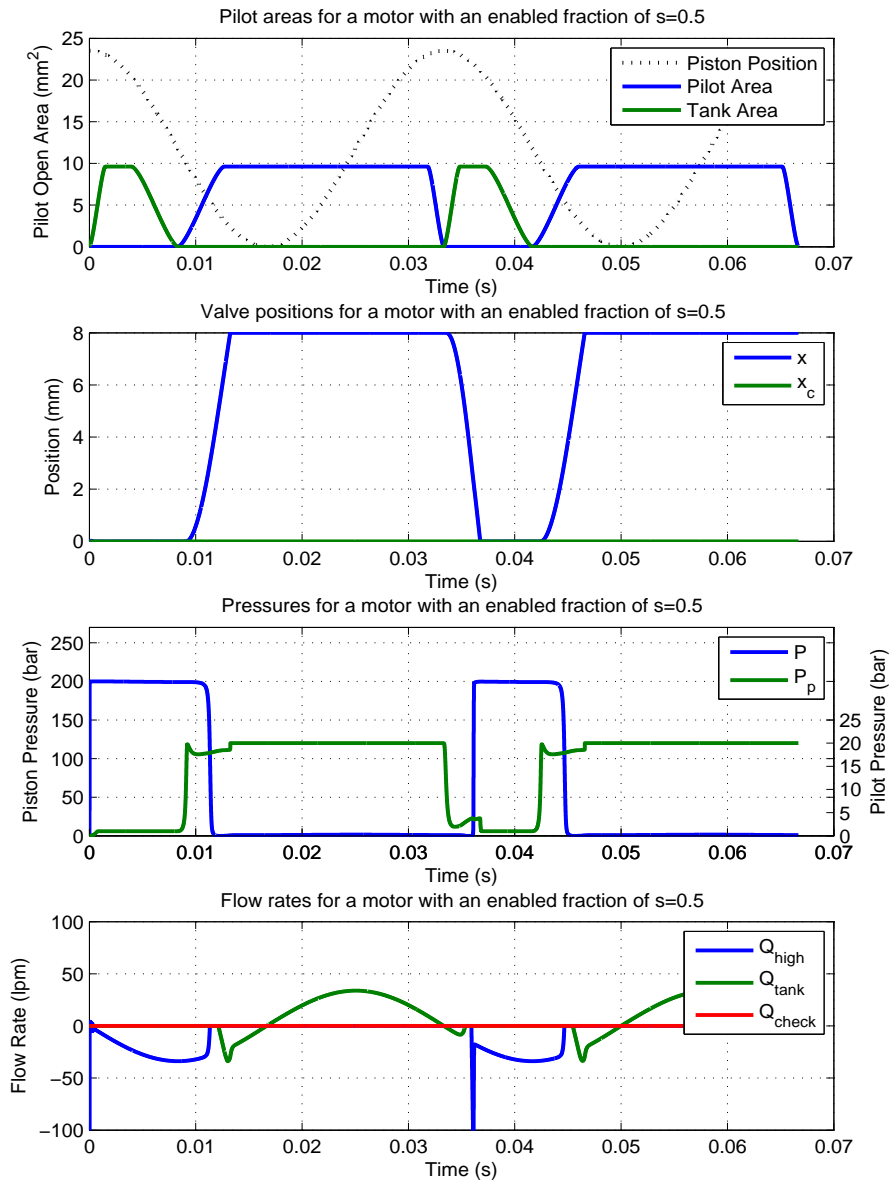 Pilot areas for a motor with an enabled fraction of s=0.5
Pilot Open Area (mm²)
25
20
15
10
5
0
Piston Position
Pilot Area
Tank Area
0 0.01 0.02 0.03 0.04 0.05 0.06 0.07
Time (s)
Valve positions for a motor with an enabled fraction of s=0.5
Position (mm)
8
6
4
2
0
x
x_c
0 0.01 0.02 0.03 0.04 0.05 0.06 0.07
Time (s)
Pressures for a motor with an enabled fraction of s=0.5
Piston Pressure (bar)
250
200
150
100
50
0
P
P_p
25
20
15
10
5
0
Pilot Pressure (bar)
0 0.01 0.02 0.03 0.04 0.05 0.06 0.07
Time (s)
Flow rates for a motor with an enabled fraction of s=0.5
Flow Rate (lpm)
100
50
0
−50
−100
Q_high
Q_tank
Q_check
0 0.01 0.02 0.03 0.04 0.05 0.06 0.07
Time (s)